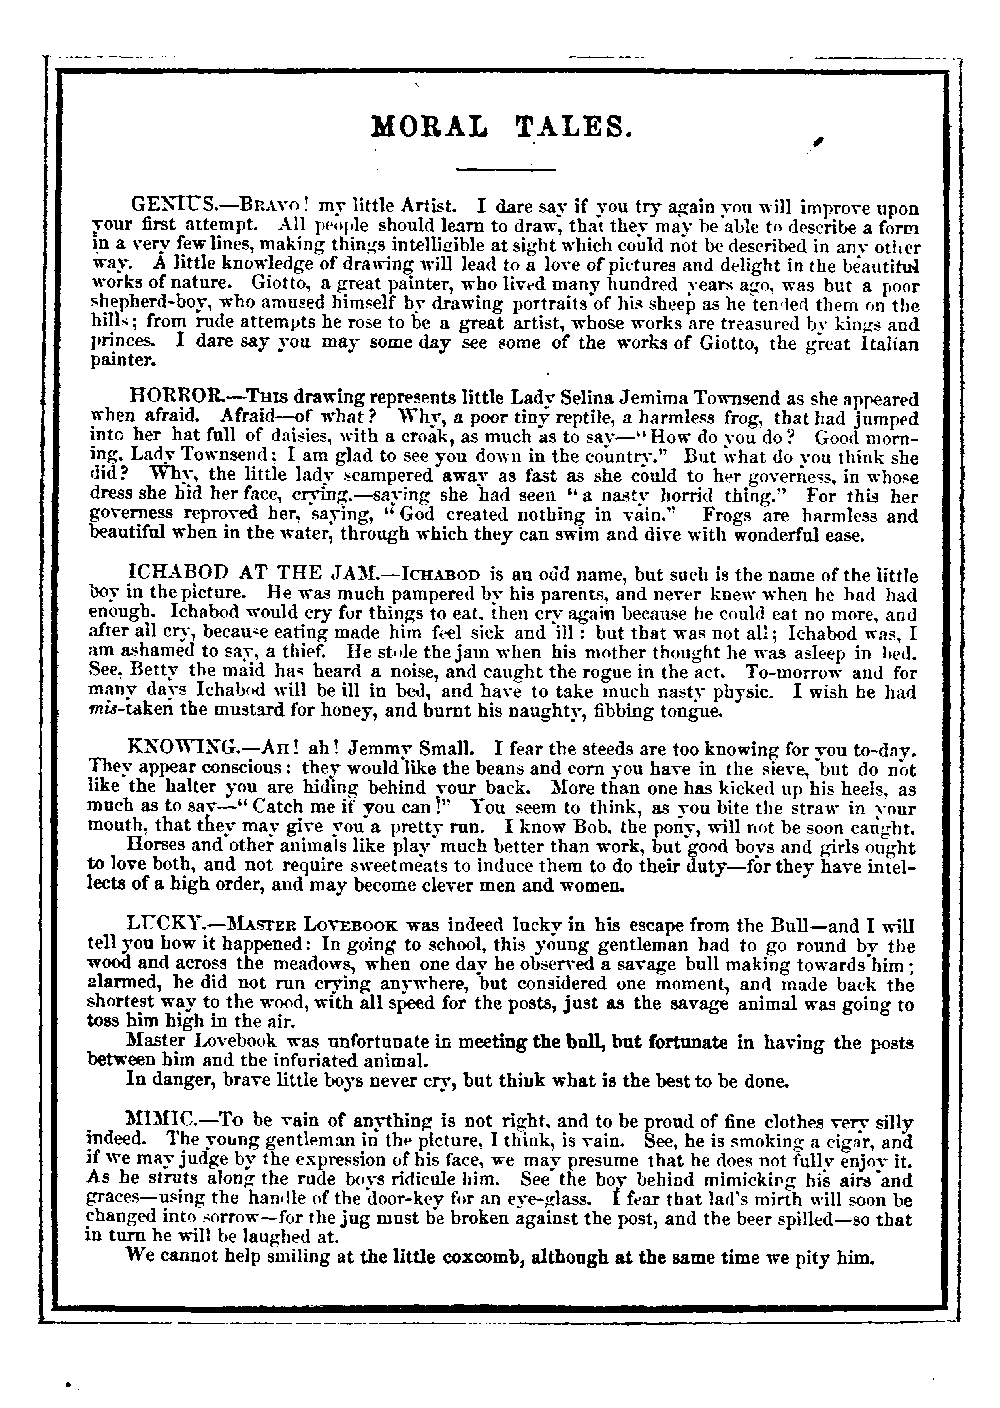 MORAL TALES.
GENIUS.—BRAVO! my little Artist. I dare say if you try again you will improve upon
your first attempt. All people should learn to draw, that they may be able to describe a form
in a very few lines, making things intelligible at sight which could not be described in any other
way. A little knowledge of drawing will lead to a love of pictures and delight in the beautiful
works of nature. Giotto, a great painter, who lived many hundred years ago, was but a poor
shepherd-boy, who amused himself by drawing portraits of his sheep as he tended them on the
hills; from rude attempts he rose to be a great artist, whose works are treasured by kings and
princes. I dare say you may some day see some of the works of Giotto, the great Italian
painter.
HORROR.—THIS drawing represents little Lady Selina Jemima Townsend as she appeared
when afraid. Afraid—of what? Why, a poor tiny reptile, a harmless frog, that had jumped
into her hat full of daisies, with a croak, as much as to say—"How do you do? Good morn-
ing, Lady Townsend; I am glad to see you down in the country." But what do you think she
did? Why, the little lady scampered away as fast as she could to her governess, in whose
dress she hid her face, crying,—saying she had seen "a nasty horrid thing." For this her
governess reproved her, saying, "God created nothing in vain." Frogs are harmless and
beautiful when in the water, through which they can swim and dive with wonderful ease.
ICHABOD AT THE JAM.—ICHABOD is an odd name, but such is the name of the little
boy in the picture. He was much pampered by his parents, and never knew when he had had
enough. Ichabod would cry for things to eat, then cry again because he could eat no more, and
after all cry, because eating made him feel sick and ill: but that was not all; Ichabod was, I
am ashamed to say, a thief. He stole the jam when his mother thought he was asleep in bed.
See, Betty the maid has heard a noise, and caught the rogue in the act. To-morrow and for
many days Ichabod will be ill in bed, and have to take much nasty physic. I wish he had
mis-taken the mustard for honey, and burnt his naughty, fibbing tongue.
KNOWING.—AH! ah! Jemmy Small. I fear the steeds are too knowing for you to-day.
They appear conscious: they would like the beans and corn you have in the sieve, but do not
like the halter you are hiding behind your back. More than one has kicked up his heels, as
much as to say—"Catch me if you can!" You seem to think, as you bite the straw in your
mouth, that they may give you a pretty run. I know Bob, the pony, will not be soon caught.
Horses and other animals like play much better than work, but good boys and girls ought
to love both, and not require sweetmeats to induce them to do their duty—for they have intel-
lects of a high order, and may become clever men and women.
LUCKY.—MASTER LOVEBOOK was indeed lucky in his escape from the Bull—and I will
tell you how it happened: In going to school, this young gentleman had to go round by the
wood and across the meadows, when one day he observed a savage bull making towards him;
alarmed, he did not run crying anywhere, but considered one moment, and made back the
shortest way to the wood, with all speed for the posts, just as the savage animal was going to
toss him high in the air.
Master Lovebook was unfortunate in meeting the bull, but fortunate in having the posts
between him and the infuriated animal.
In danger, brave little boys never cry, but think what is the best to be done.
MIMIC.—To be vain of anything is not right, and to be proud of fine clothes very silly
indeed. The young gentleman in the picture, I think, is vain. See, he is smoking a cigar, and
if we may judge by the expression of his face, we may presume that he does not fully enjoy it.
As he struts along the rude boys ridicule him. See the boy behind mimicking his airs and
graces—using the handle of the door-key for an eye-glass. I fear that lad's mirth will soon be
changed into sorrow—for the jug must be broken against the post, and the beer spilled—so that
in turn he will be laughed at.
We cannot help smiling at the little coxcomb, although at the same time we pity him.